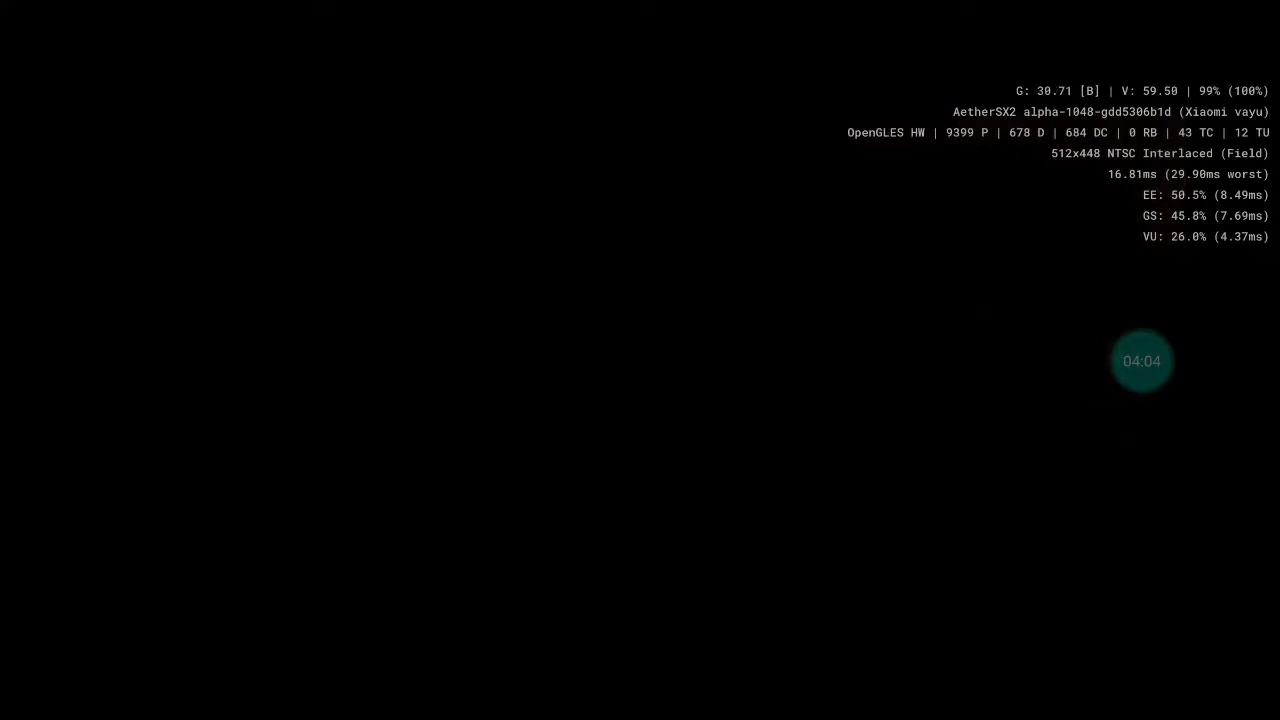 G: 30.71 [B] | V: 59.50 | 99% (100%)
AetherSX2 alpha-1048-gdd5306b1d (Xiaomi vayu)
OpenGLES HW | 9399 P | 678 D | 684 DC | 0 RB | 43 TC | 12 TU
512x448 NTSC Interlaced (Field)
16.81ms (29.90ms worst)
EE: 50.5% (8.49ms)
GS: 45.8% (7.69ms)
VU: 26.0% (4.37ms)
04:04